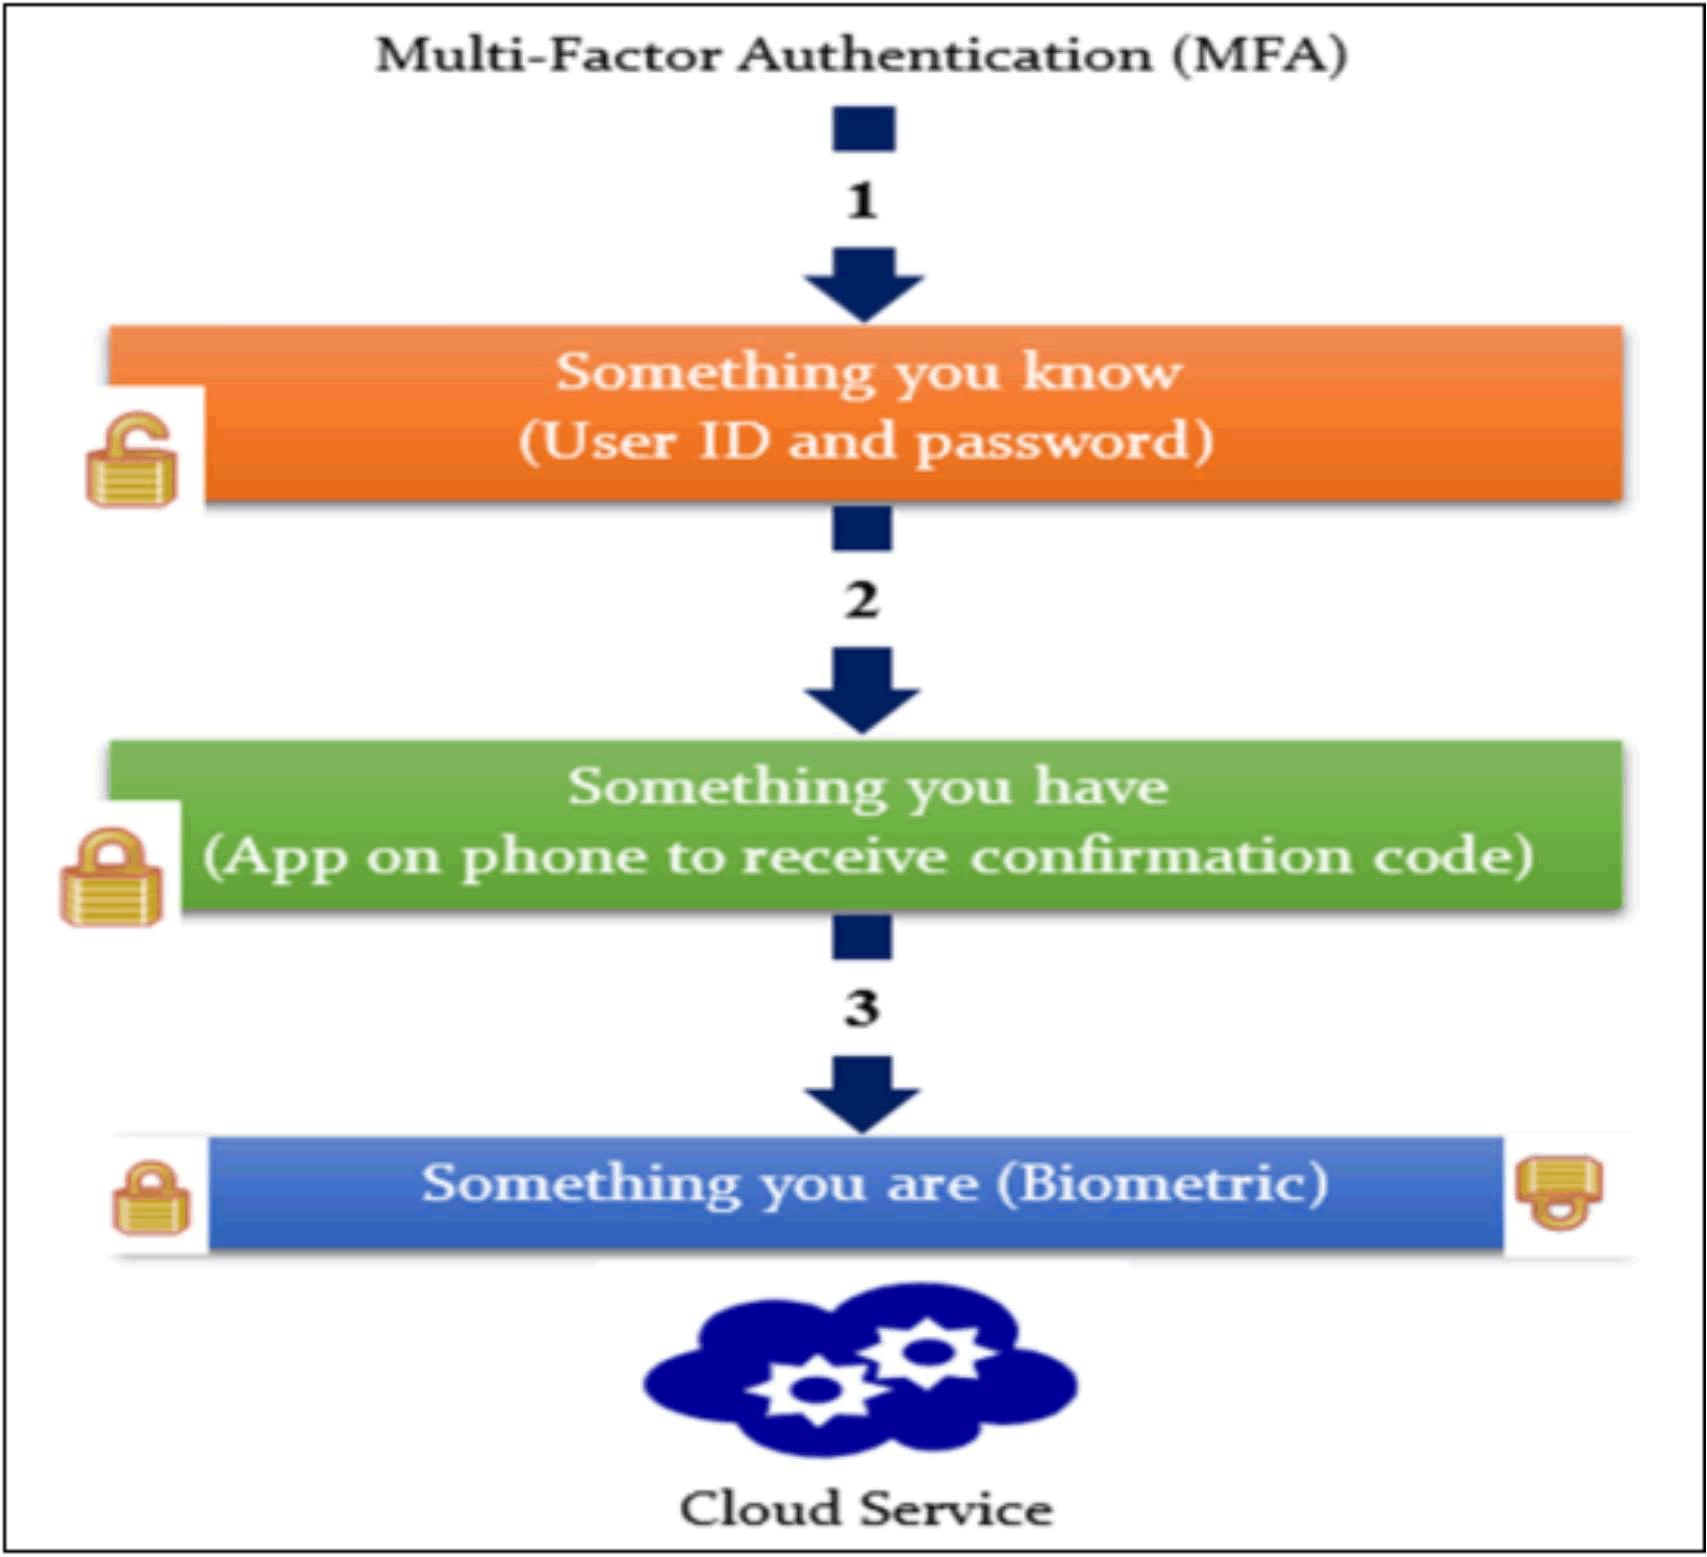 Multi-Factor Authentication (MFA)
1
Something you know
(User ID and password)
2
Something you have
(App on phone to receive confirmation code)
3
Something you are (Biometric)
Cloud Service